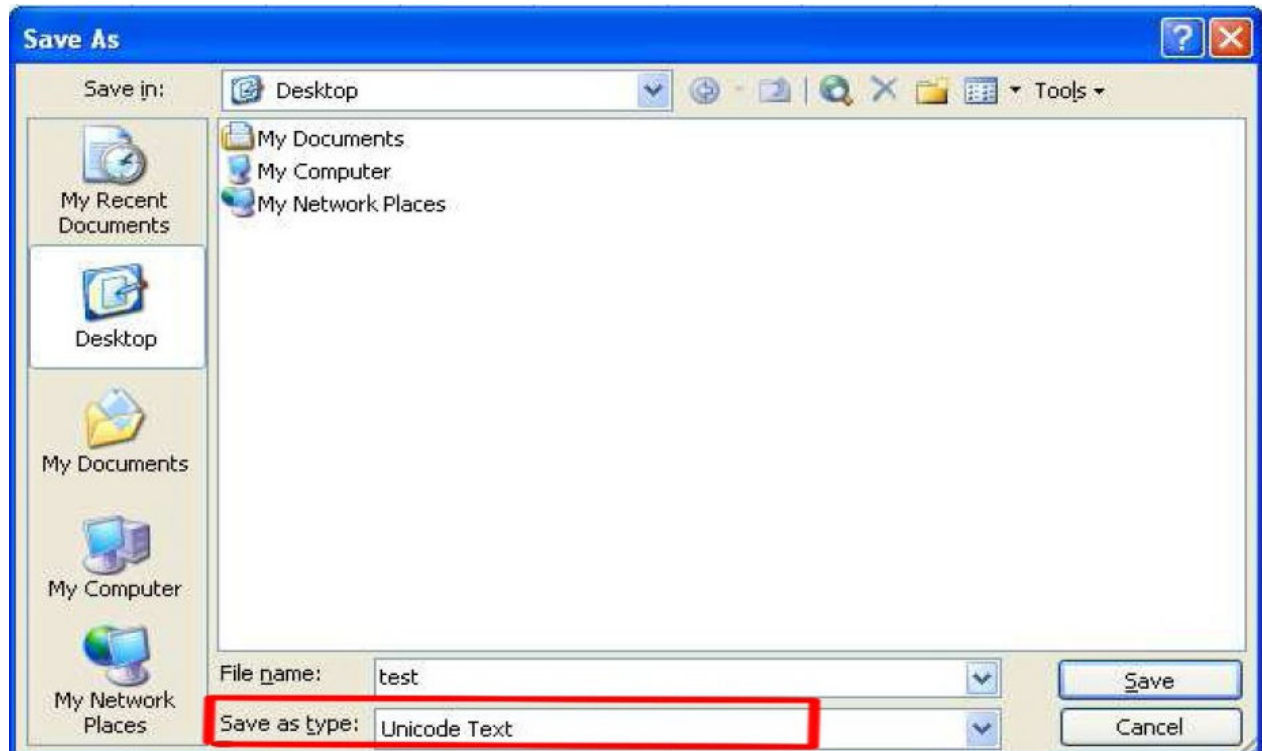 Save As
Save in:
Desktop
Tools
My Recent
Documents
Desktop
My Documents
My Computer
My Network
Places
My Documents
My Computer
My Network Places
File name:
test
Save
Save as type:
Unicode Text
Cancel